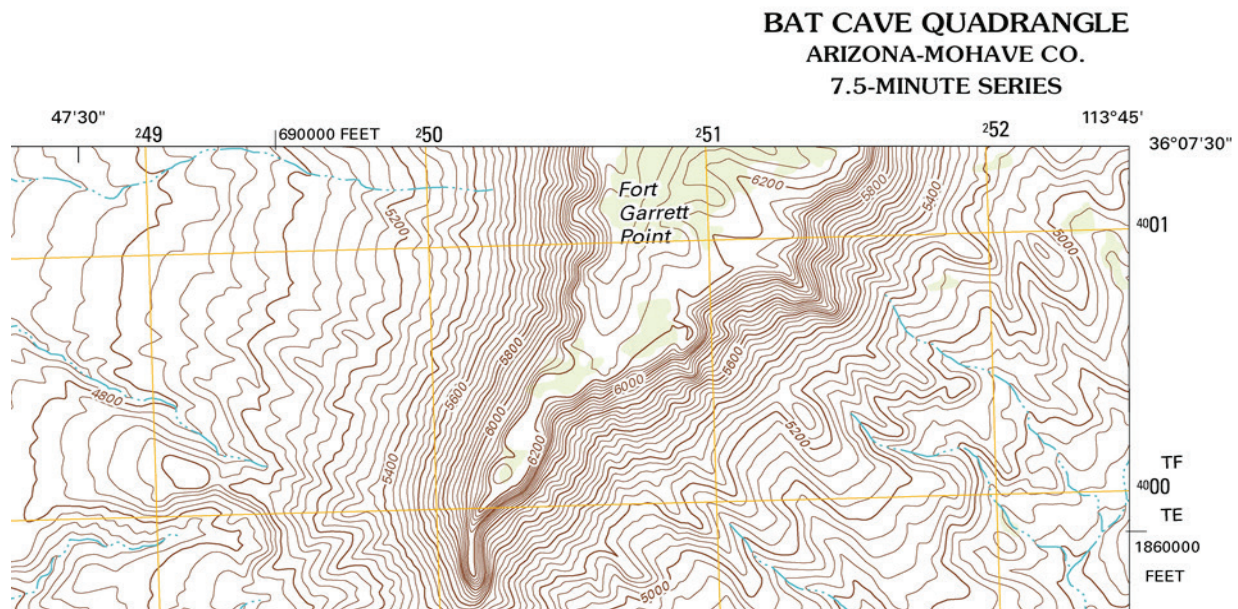 BAT CAVE QUADRANGLE
ARIZONA-MOHAVE CO.
7.5-MINUTE SERIES
47'30"
²49
690000 FEET
²50
²51
²52
113°45'
36°07'30"
6200
5800
5400
5200
Fort
Garrett
Point
⁴⁰01
5000
5800
5600
5600
4800
6000
6000
6200
5200
5400
TF
⁴⁰00
TE
1860000
FEET
5000